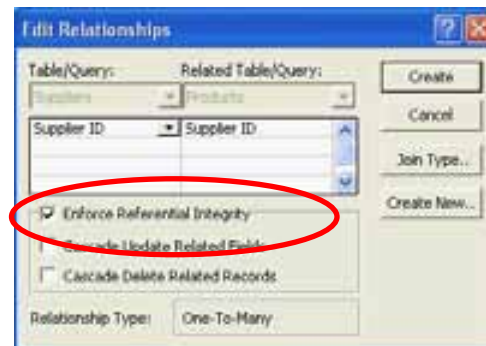 Edit Relationships
Table/Query: Related Table/Query:
Suppliers Products
Supplier ID Supplier ID
Enforce Referential Integrity
Cascade Update Related Fields
Cascade Delete Related Records
Relationship Type: One-To-Many
Create
Cancel
Join Type..
Create New..